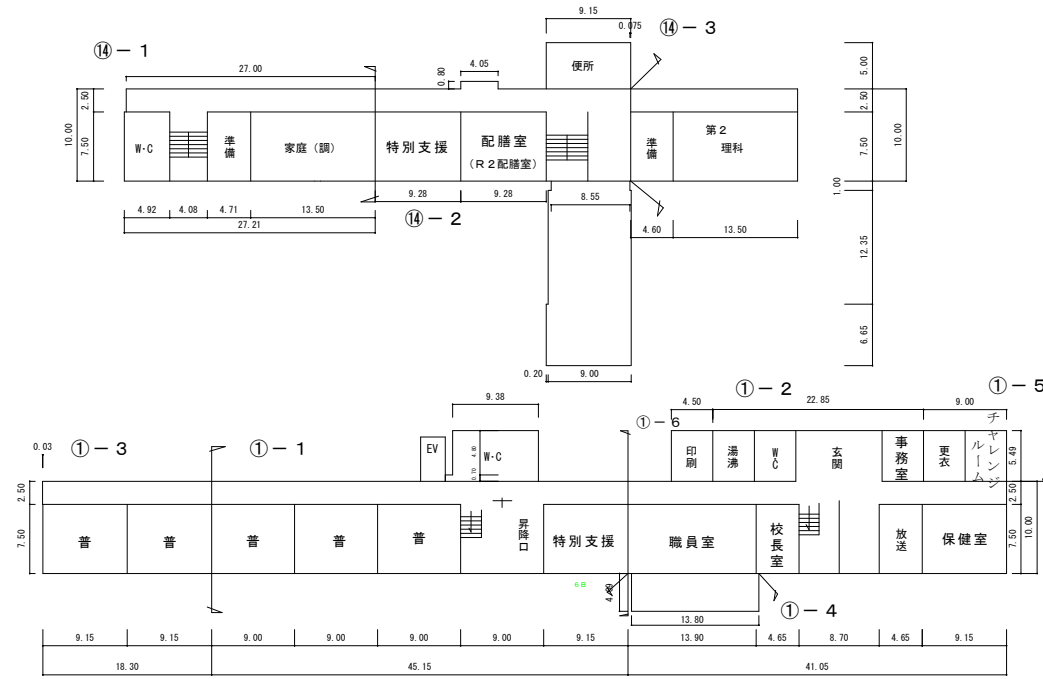 9.15
0.075
⑭－3
⑭－1
便所
5.00
27.00
4.05
0.80
2.50
2.50
10.00
7.50
W・C
準備
家庭（調）
特別支援
配膳室
（R2配膳室）
準備
第2
理科
7.50
10.00
1.00
9.28
9.28
8.55
4.92
4.08
4.71
13.50
⑭－2
4.60
13.50
27.21
12.35
6.65
0.20
9.00
①－2
①－5
9.38
4.50
22.85
9.00
①－6
0.03
①－3
①－1
EV
4.80
0.70
W・C
印刷
湯沸
WC
玄関
事務室
更衣
チャレンジ
ルーム
5.49
2.50
2.50
10.00
7.50
普
普
普
普
普
昇降口
特別支援
職員室
校長室
放送
保健室
7.50
6B
①－4
13.80
9.15
9.15
9.00
9.00
9.00
9.00
9.15
13.90
4.65
8.70
4.65
9.15
18.30
45.15
41.05